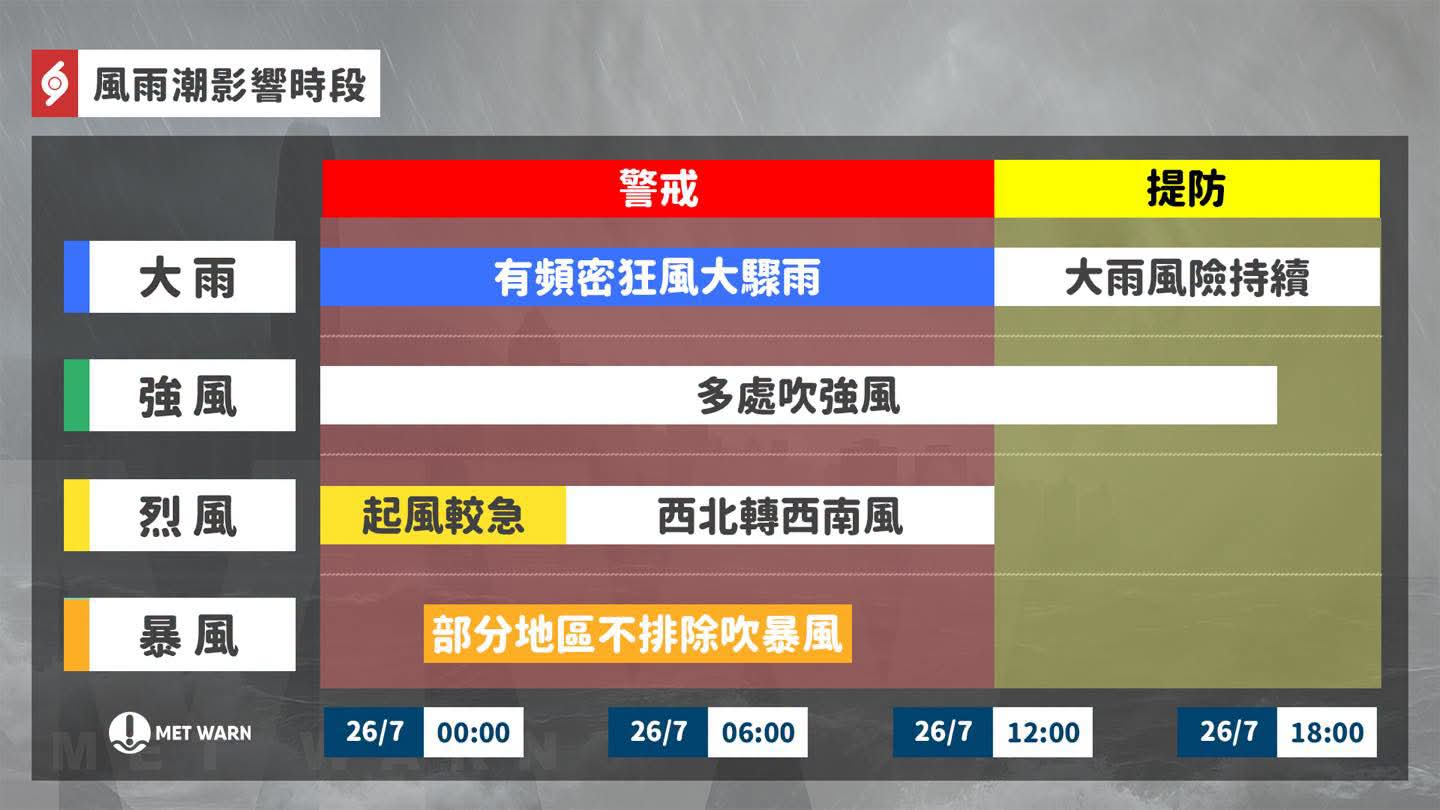 風雨潮影響時段
警戒 提防
大雨 有頻密狂風大驟雨 大雨風險持續
強風 多處吹強風
烈風 起風較急 西北轉西南風
暴風 部分地區不排除吹暴風
MET WARN 26/7 00:00 26/7 06:00 26/7 12:00 26/7 18:00
MET WARN